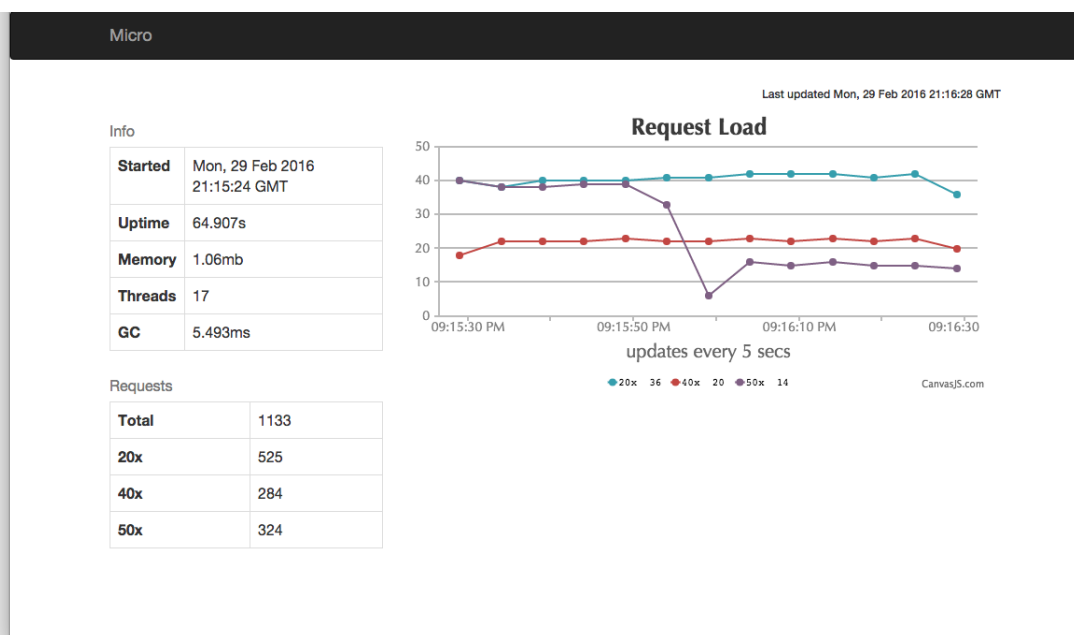 Micro
Last updated Mon, 29 Feb 2016 21:16:28 GMT
Info
Started Mon, 29 Feb 2016
21:15:24 GMT
Uptime 64.907s
Memory 1.06mb
Threads 17
GC 5.493ms
Requests
Total 1133
20x 525
40x 284
50x 324
Request Load
50
40
30
20
10
0
09:15:30 PM 09:15:50 PM 09:16:10 PM 09:16:30
updates every 5 secs
20x 36 40x 20 50x 14
CanvasJS.com